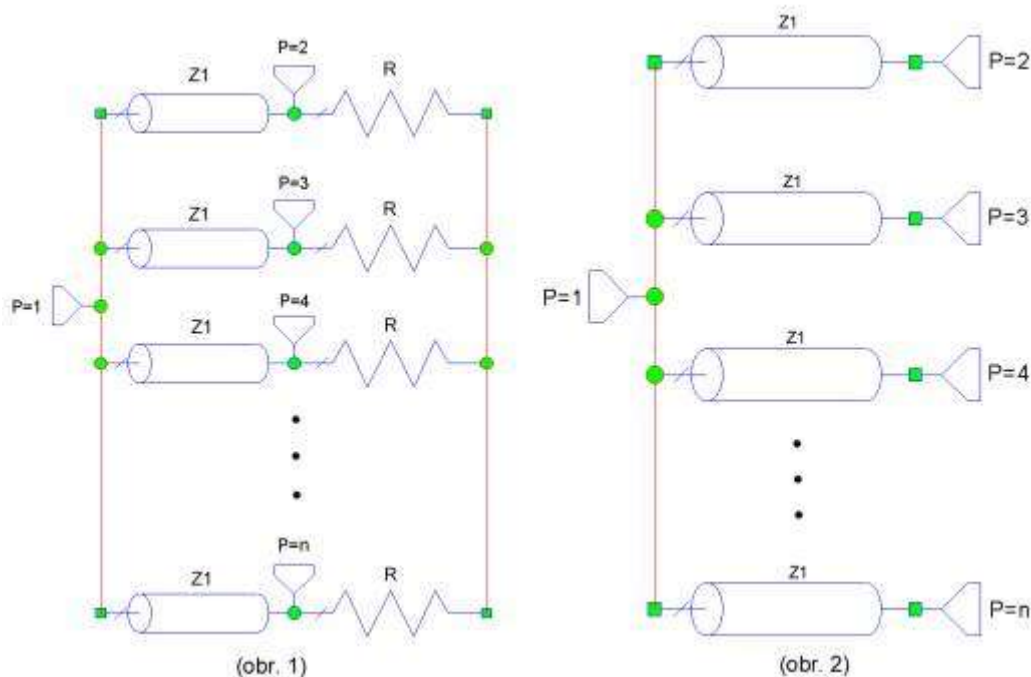 P=2
Z1
R
P=3
Z1
R
P=1
P=4
Z1
R
P=n
Z1
R
(obr. 1)
Z1
P=2
Z1
P=3
P=1
Z1
P=4
Z1
P=n
(obr. 2)